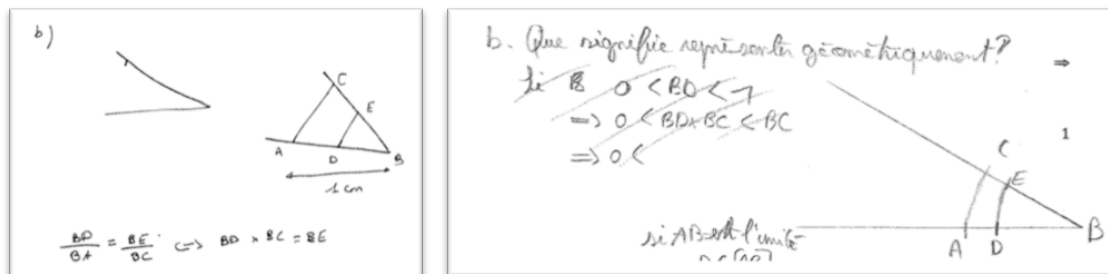 b)
C
E
A
D
B
1 cm
BD/BA = BE/BC <=> BD × BC = BE
b. Que signifie représenter géométriquement?
⇒
Si B 0 < BD < 1
=> 0 < BD × BC < BC
=> 0 <
1
C
E
B
A
D
si AB est l'unité